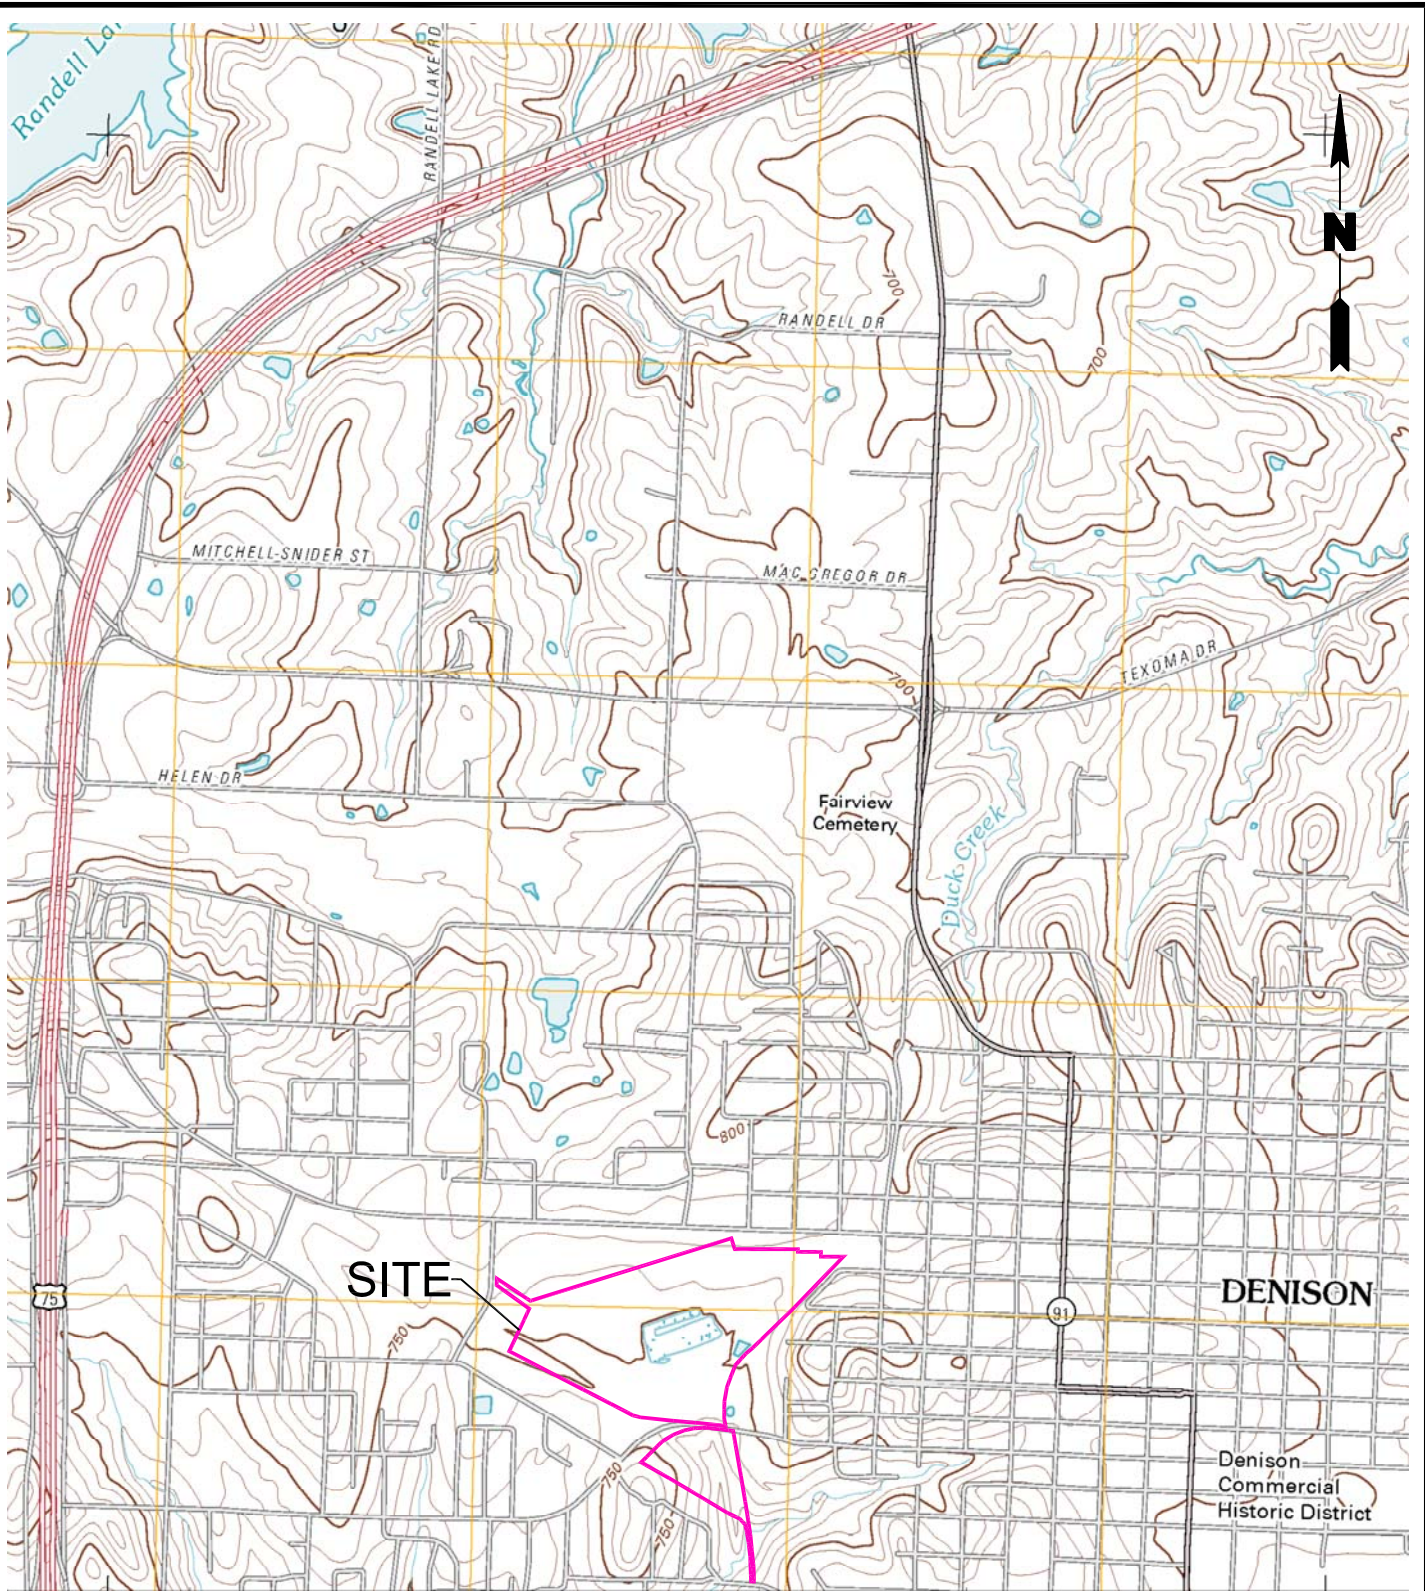 Randell La
RANDELL LAKE RD
N
700
RANDELL DR
700
MITCHELL-SNIDER ST
MAC GREGOR DR
TEXOMA DR
700
HELEN DR
Fairview
Cemetery
Duck Creek
800
SITE
75
DENISON
91
750
750
Denison
Commercial
Historic District
750